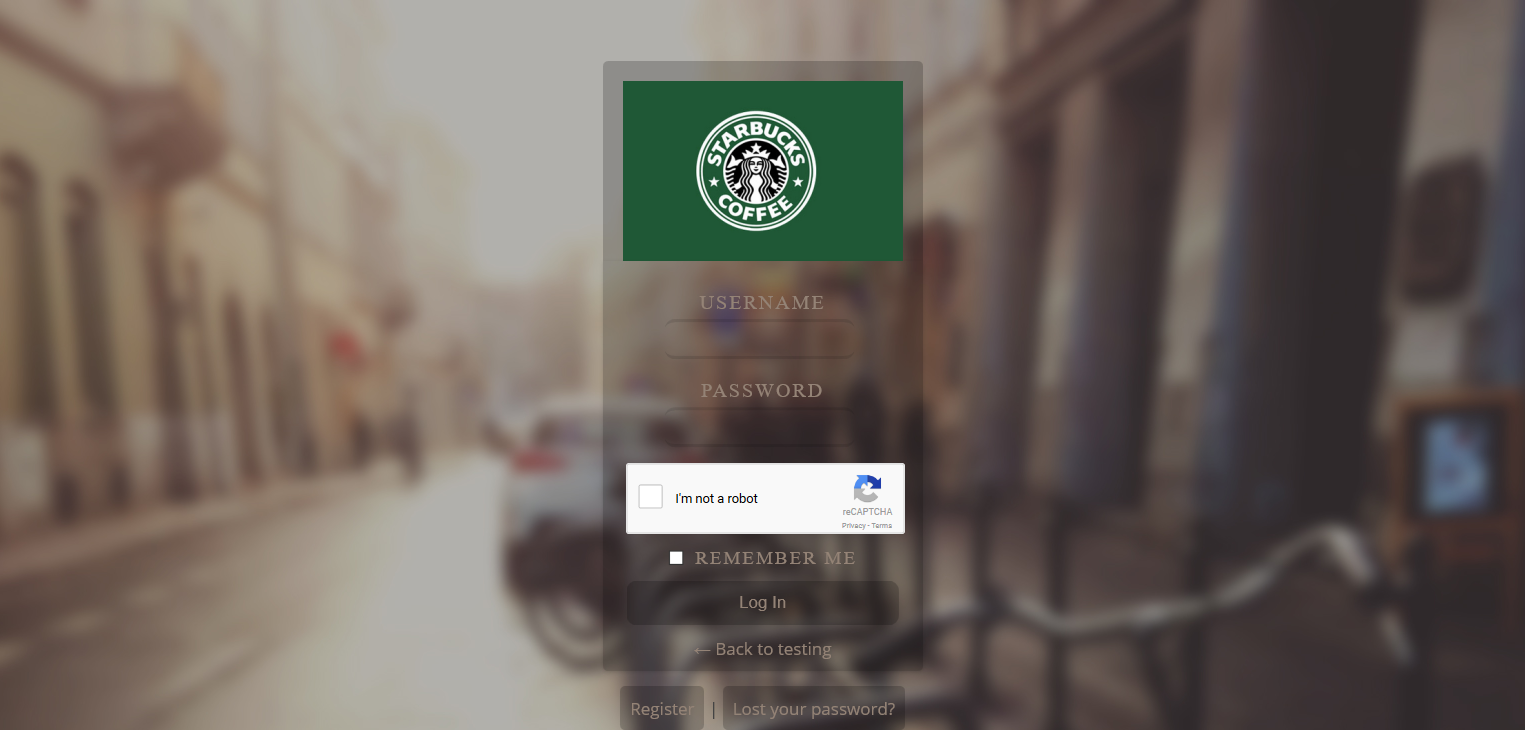 STARBUCKS
COFFEE
USERNAME
PASSWORD
I'm not a robot
reCAPTCHA
Privacy - Terms
REMEMBER ME
Log In
← Back to testing
Register | Lost your password?